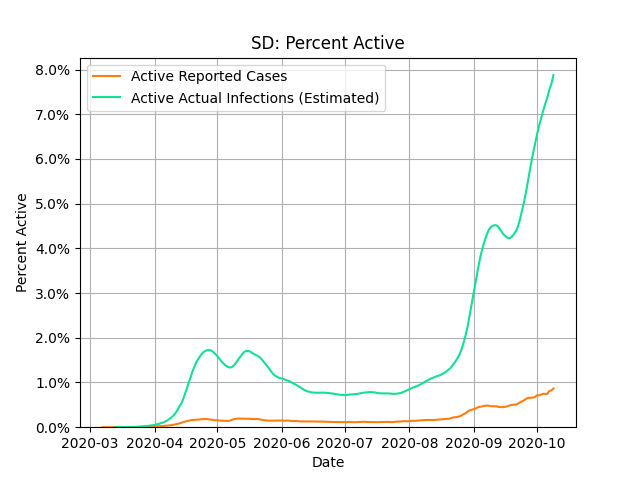 SD: Percent Active
Active Reported Cases
Active Actual Infections (Estimated)
Percent Active
8.0%
7.0%
6.0%
5.0%
4.0%
3.0%
2.0%
1.0%
0.0%
2020-03 2020-04 2020-05 2020-06 2020-07 2020-08 2020-09 2020-10
Date